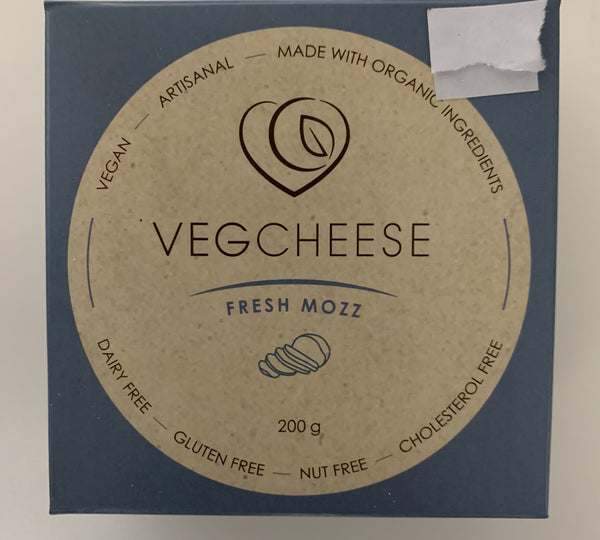 VEGAN — ARTISANAL — MADE WITH ORGANIC INGREDIENTS
VEGCHEESE
FRESH MOZZ
200 g
DAIRY FREE — GLUTEN FREE — NUT FREE — CHOLESTEROL FREE